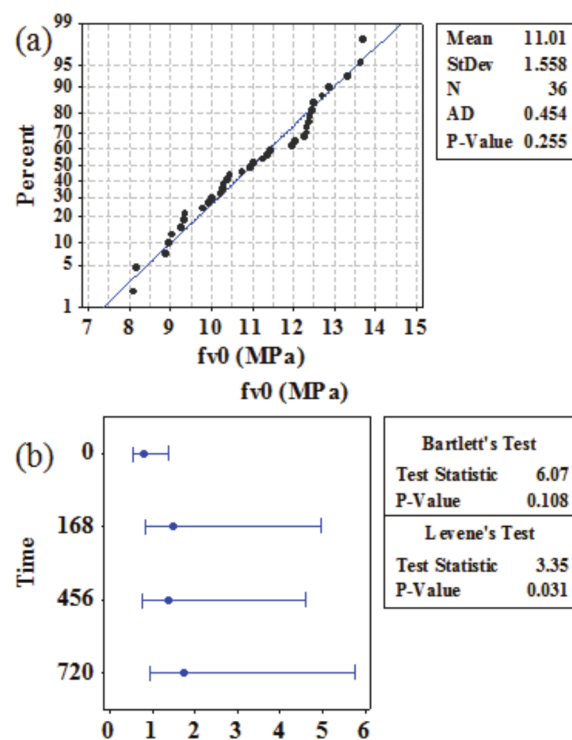 (a)
Percent
99
95
90
80
70
60
50
40
30
20
10
5
1
7 8 9 10 11 12 13 14 15
fv0 (MPa)
Mean 11.01
StDev 1.558
N 36
AD 0.454
P-Value 0.255
fv0 (MPa)
(b)
Time
0
168
456
720
0 1 2 3 4 5 6
Bartlett's Test
Test Statistic 6.07
P-Value 0.108
Levene's Test
Test Statistic 3.35
P-Value 0.031